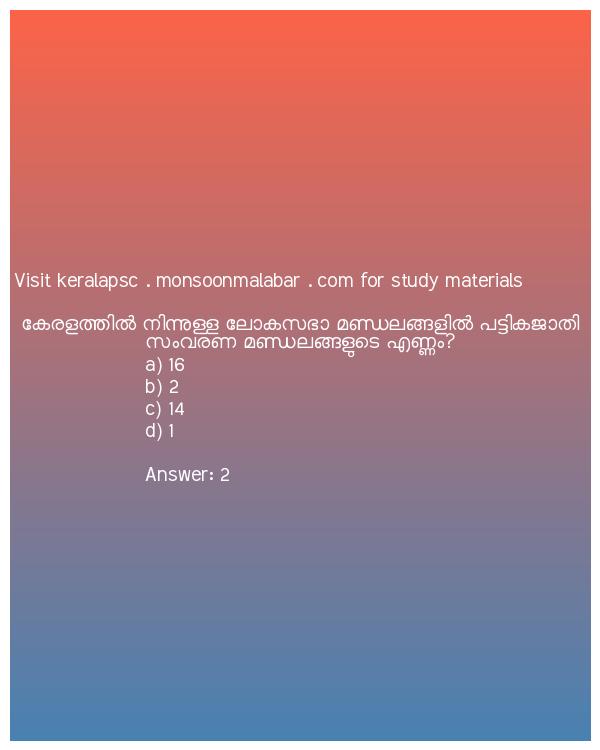 Visit keralapsc . monsoonmalabar . com for study materials
കേരളത്തിൽ നിന്നുള്ള ലോകസഭാ മണ്ഡലങ്ങളിൽ പട്ടികജാതി
സംവരണ മണ്ഡലങ്ങളുടെ എണ്ണം?
a) 16
b) 2
c) 14
d) 1
Answer: 2